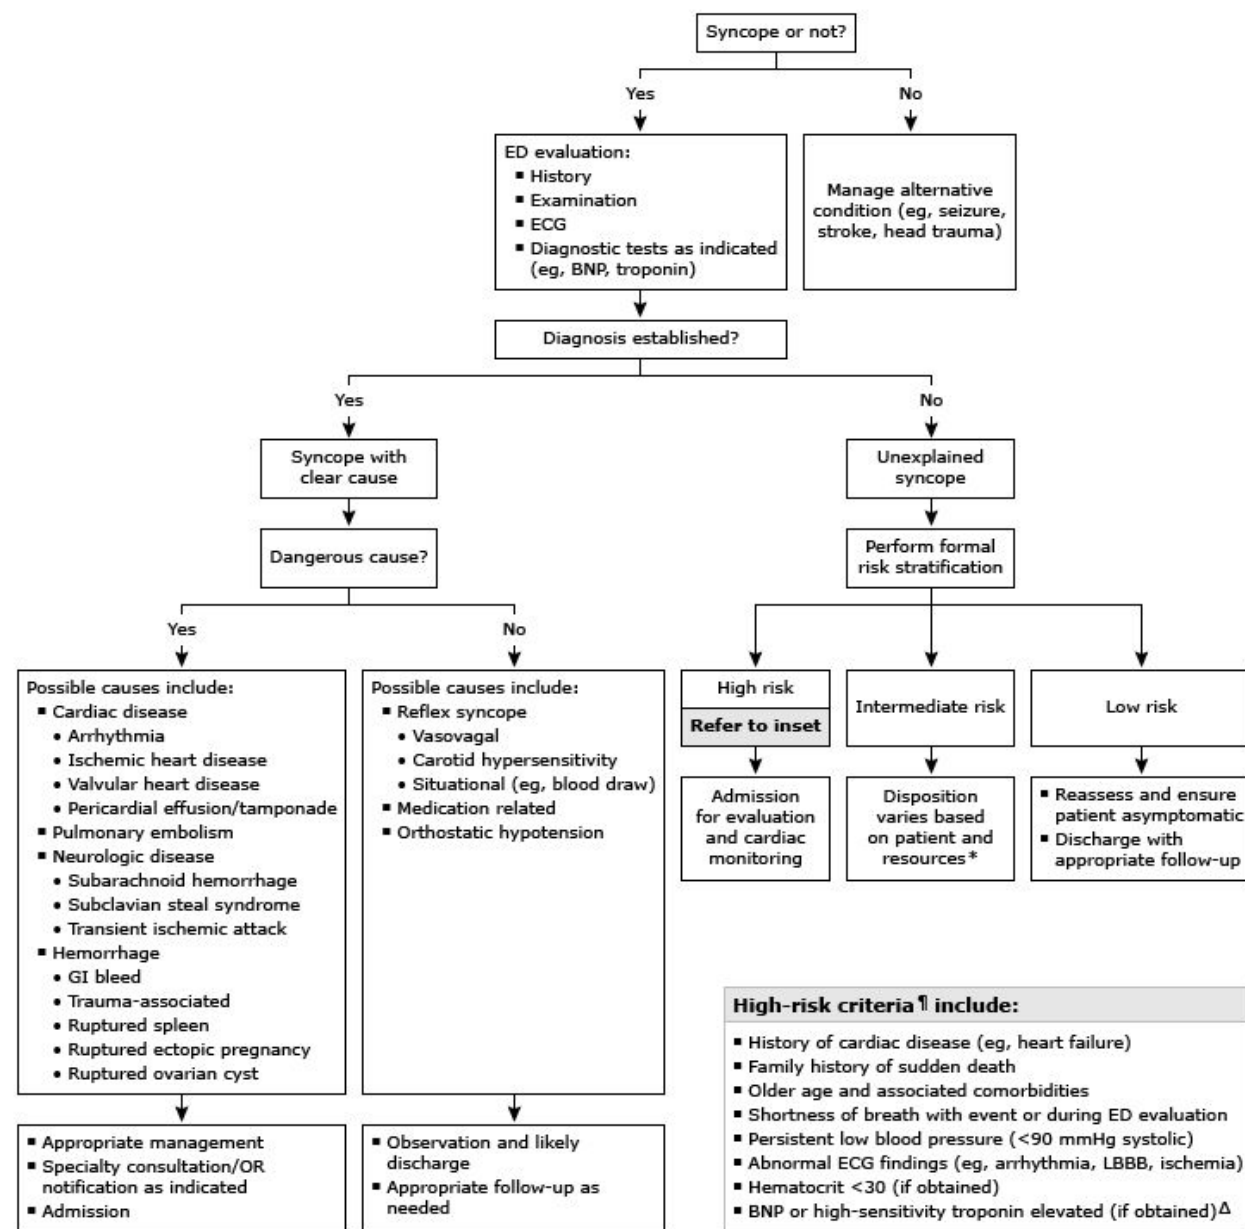 Syncope or not?
Yes
No
ED evaluation:
▪ History
▪ Examination
▪ ECG
▪ Diagnostic tests as indicated
(eg, BNP, troponin)
Manage alternative
condition (eg, seizure,
stroke, head trauma)
Diagnosis established?
Yes
No
Syncope with
clear cause
Unexplained
syncope
Dangerous cause?
Perform formal
risk stratification
Yes
No
Possible causes include:
▪ Cardiac disease
• Arrhythmia
• Ischemic heart disease
• Valvular heart disease
• Pericardial effusion/tamponade
▪ Pulmonary embolism
▪ Neurologic disease
• Subarachnoid hemorrhage
• Subclavian steal syndrome
• Transient ischemic attack
▪ Hemorrhage
• GI bleed
• Trauma-associated
• Ruptured spleen
• Ruptured ectopic pregnancy
• Ruptured ovarian cyst
Possible causes include:
▪ Reflex syncope
• Vasovagal
• Carotid hypersensitivity
• Situational (eg, blood draw)
▪ Medication related
▪ Orthostatic hypotension
High risk
Refer to inset
Intermediate risk
Low risk
Admission
for evaluation
and cardiac
monitoring
Disposition
varies based
on patient and
resources*
▪ Reassess and ensure
patient asymptomatic
▪ Discharge with
appropriate follow-up
▪ Appropriate management
▪ Specialty consultation/OR
notification as indicated
▪ Admission
▪ Observation and likely
discharge
▪ Appropriate follow-up as
needed
High-risk criteria¶ include:
▪ History of cardiac disease (eg, heart failure)
▪ Family history of sudden death
▪ Older age and associated comorbidities
▪ Shortness of breath with event or during ED evaluation
▪ Persistent low blood pressure (<90 mmHg systolic)
▪ Abnormal ECG findings (eg, arrhythmia, LBBB, ischemia)
▪ Hematocrit <30 (if obtained)
▪ BNP or high-sensitivity troponin elevated (if obtained)Δ